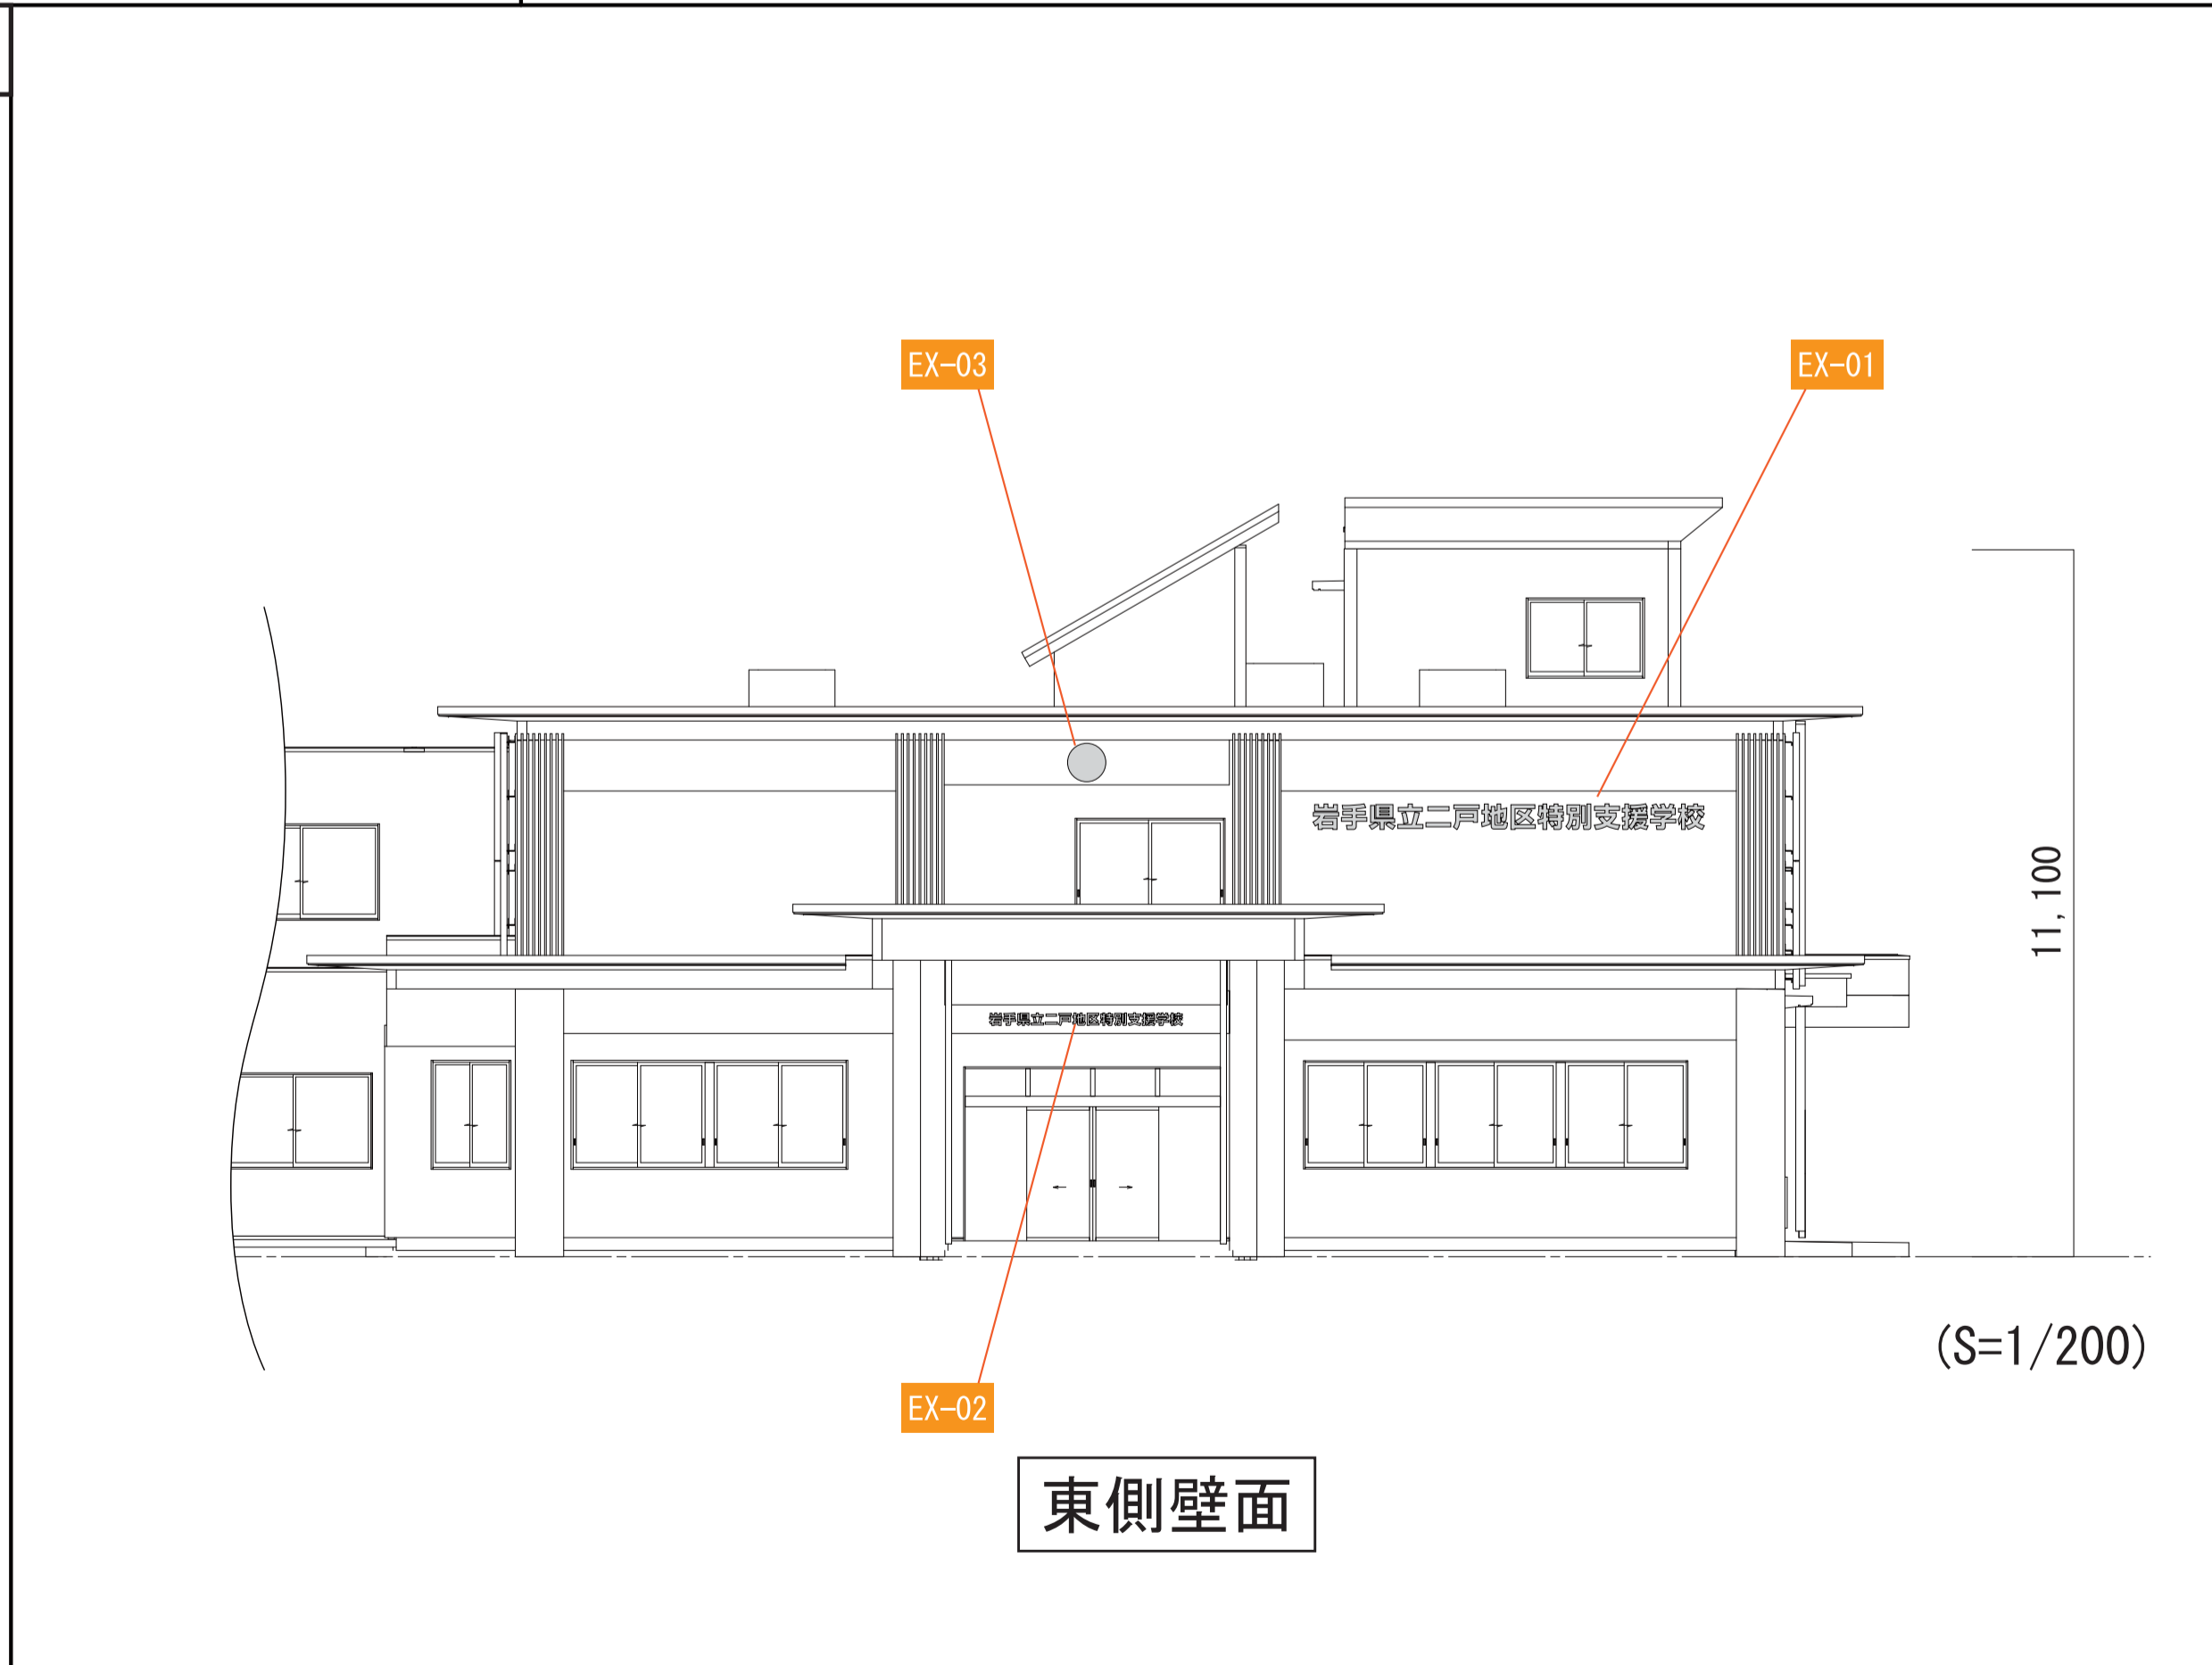 EX-03
EX-01
岩手県立二戸地区特別支援学校
11,100
岩手県立二戸地区特別支援学校
(S=1/200)
EX-02
東側壁面